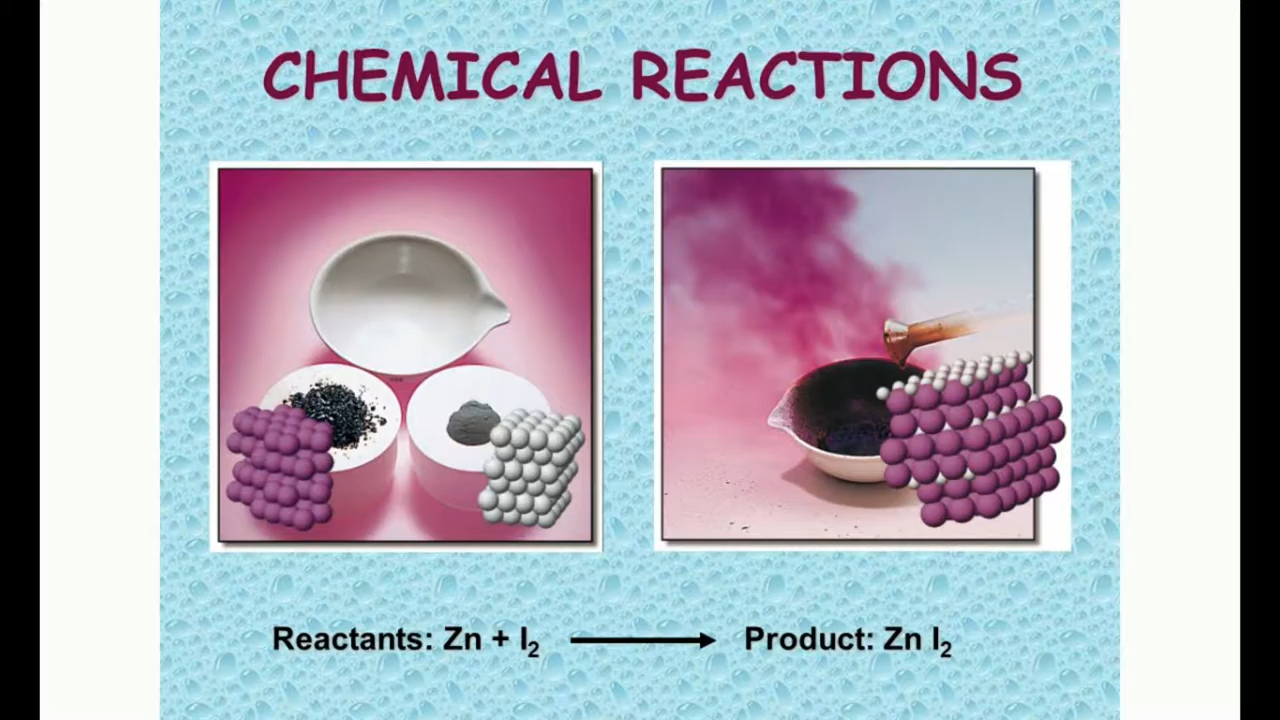 CHEMICAL REACTIONS
Reactants: Zn + I₂ ⟶ Product: Zn I₂